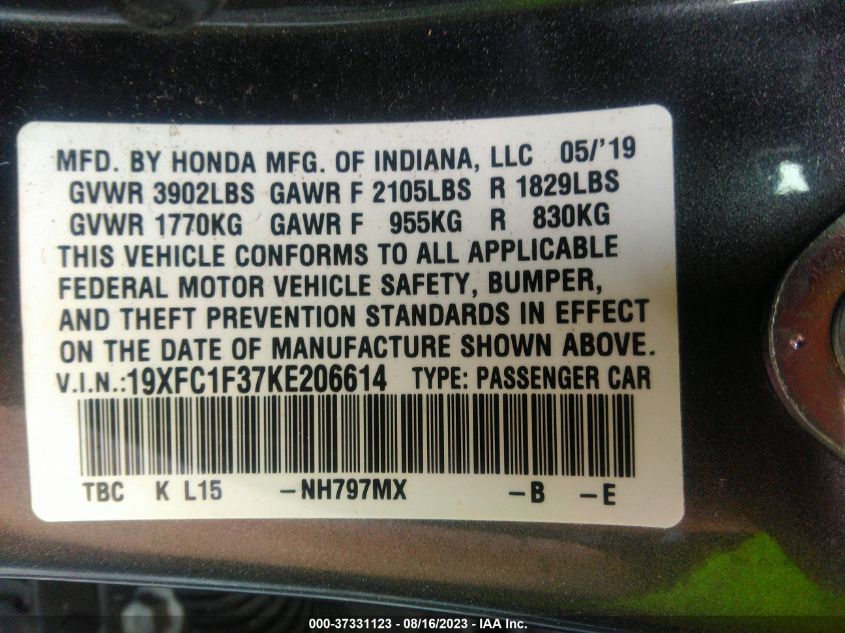 MFD. BY HONDA MFG. OF INDIANA, LLC 05/'19
GVWR 3902LBS GAWR F 2105LBS R 1829LBS
GVWR 1770KG GAWR F 955KG R 830KG
THIS VEHICLE CONFORMS TO ALL APPLICABLE
FEDERAL MOTOR VEHICLE SAFETY, BUMPER,
AND THEFT PREVENTION STANDARDS IN EFFECT
ON THE DATE OF MANUFACTURE SHOWN ABOVE.
V.I.N.:19XFC1F37KE206614 TYPE: PASSENGER CAR
TBC K L15 -NH797MX -B -E
000-37331123 - 08/16/2023 - IAA Inc.